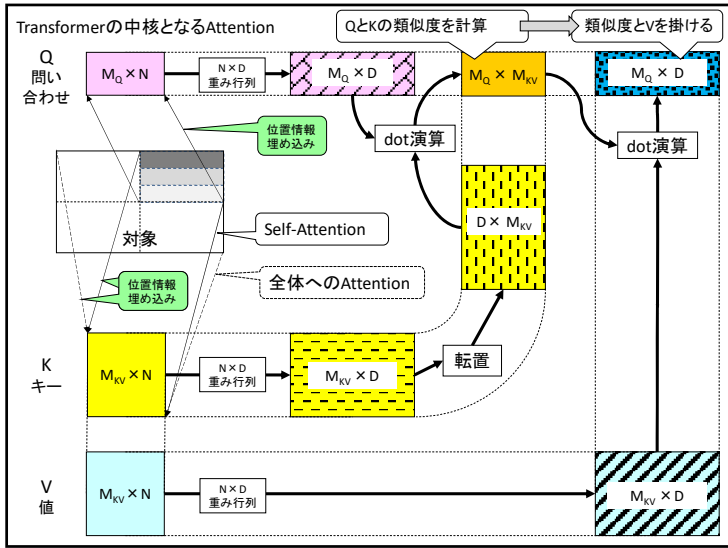 Transformerの中核となるAttention
QとKの類似度を計算
類似度とVを掛ける
Q
問い
合わせ
M_Q × N
N×D
重み行列
M_Q × D
M_Q × M_KV
M_Q × D
位置情報
埋め込み
dot演算
dot演算
対象
Self-Attention
D × M_KV
位置情報
埋め込み
全体へのAttention
K
キー
M_KV × N
N×D
重み行列
M_KV × D
転置
V
値
M_KV × N
N×D
重み行列
M_KV × D